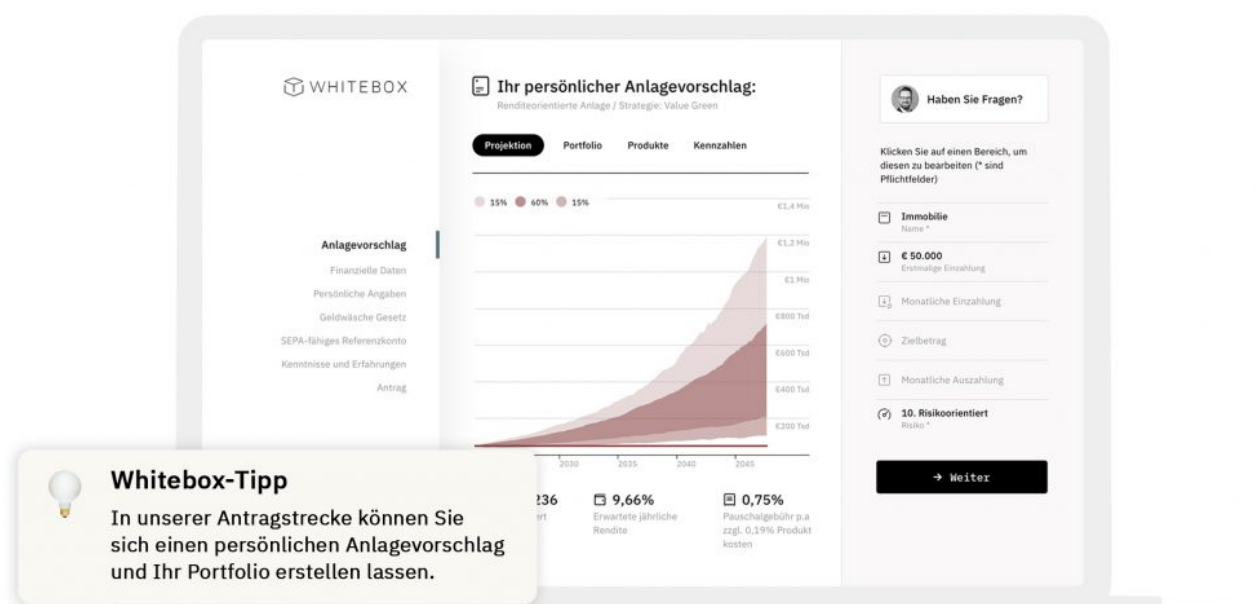 WHITEBOX
Anlagevorschlag
Finanzielle Daten
Persönliche Angaben
Geldwäsche Gesetz
SEPA-fähiges Referenzkonto
Kenntnisse und Erfahrungen
Antrag
Ihr persönlicher Anlagevorschlag:
Renditeorientierte Anlage / Strategie: Value Green
Projektion Portfolio Produkte Kennzahlen
15% 60% 15%
€1,4 Mio
€1,2 Mio
€1 Mio
€800 Tsd
€600 Tsd
€400 Tsd
€200 Tsd
2030 2035 2040 2045
236
9,66%
Erwartete jährliche
Rendite
0,75%
Pauschalgebühr p.a
zzgl. 0,19% Produkt
kosten
Haben Sie Fragen?
Klicken Sie auf einen Bereich, um
diesen zu bearbeiten (* sind
Pflichtfelder)
Immobilie
Name *
€ 50.000
Erstmalige Einzahlung
Monatliche Einzahlung
Zielbetrag
Monatliche Auszahlung
10. Risikoorientiert
Risiko *
→ Weiter
Whitebox-Tipp
In unserer Antragstrecke können Sie
sich einen persönlichen Anlagevorschlag
und Ihr Portfolio erstellen lassen.